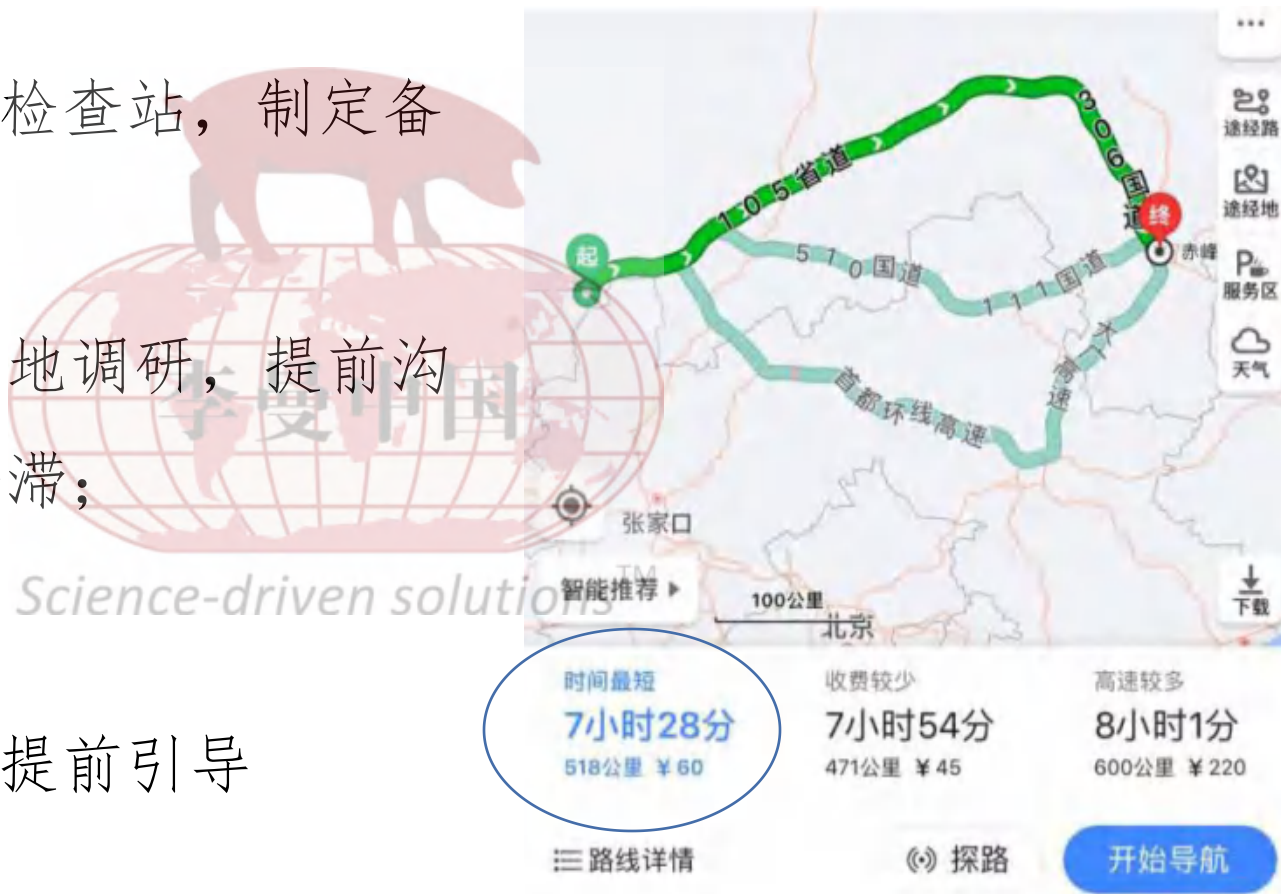 检查站，制定备
地调研，提前沟
滞；
提前引导
李曼中国
Science-driven solutions
TM
途经路
途经地
服务区
天气
下载
105省道
306国道
起
终
赤峰
510国道
111国道
大广高速
首都环线高速
张家口
智能推荐
100公里
北京
时间最短
7小时28分
518公里 ¥60
收费较少
7小时54分
471公里 ¥45
高速较多
8小时1分
600公里 ¥220
路线详情
探路
开始导航